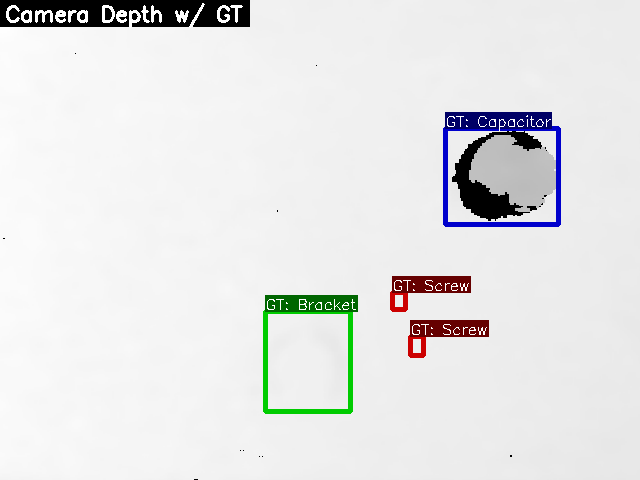 Camera Depth w/ GT
GT: Capacitor
GT: Screw
GT: Bracket
GT: Screw